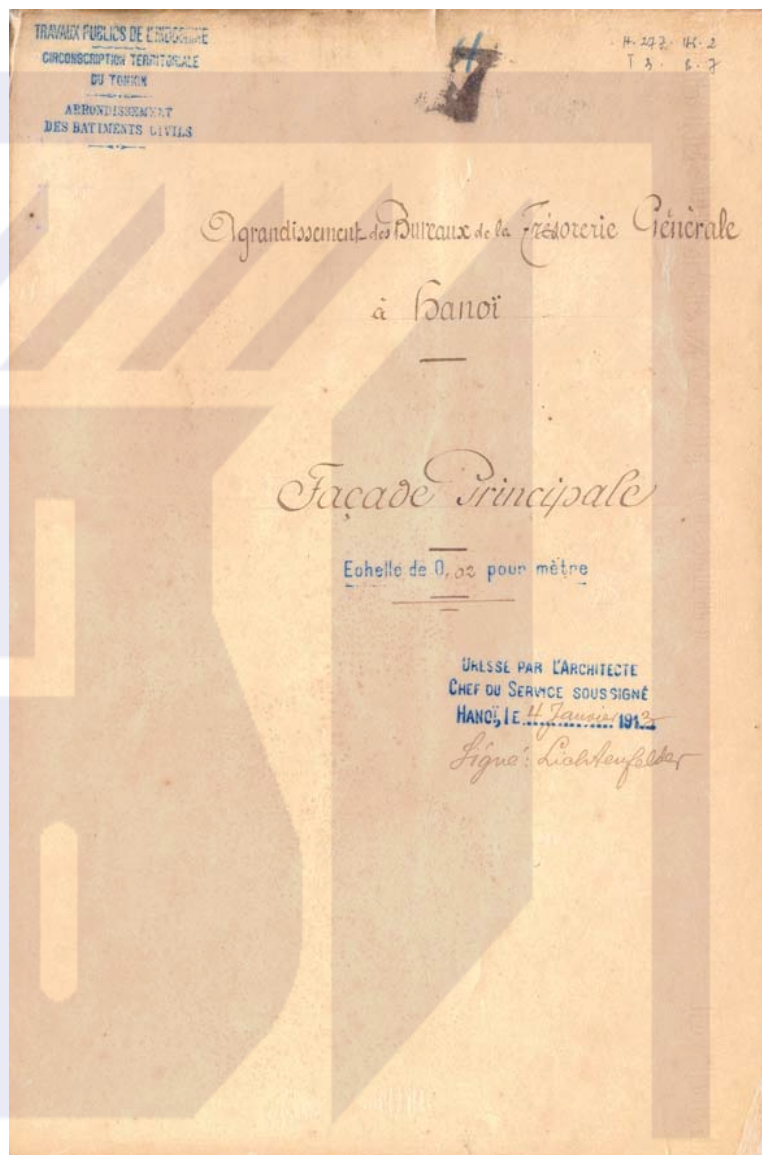 TRAVAUX PUBLICS DE L'INDOCHINE
CIRCONSCRIPTION TERRITORIALE
DU TONKIN
ARRONDISSEMENT
DES BATIMENTS CIVILS
Agrandissement des Bureaux de la Trésorerie Générale
à Hanoï
Façade Principale
Echelle de 0,02 pour mètre
DRESSÉ PAR L'ARCHITECTE
CHEF DU SERVICE SOUSSIGNÉ
HANOÏ, LE 4 Janvier 1913
Signé: Lichtenfelder